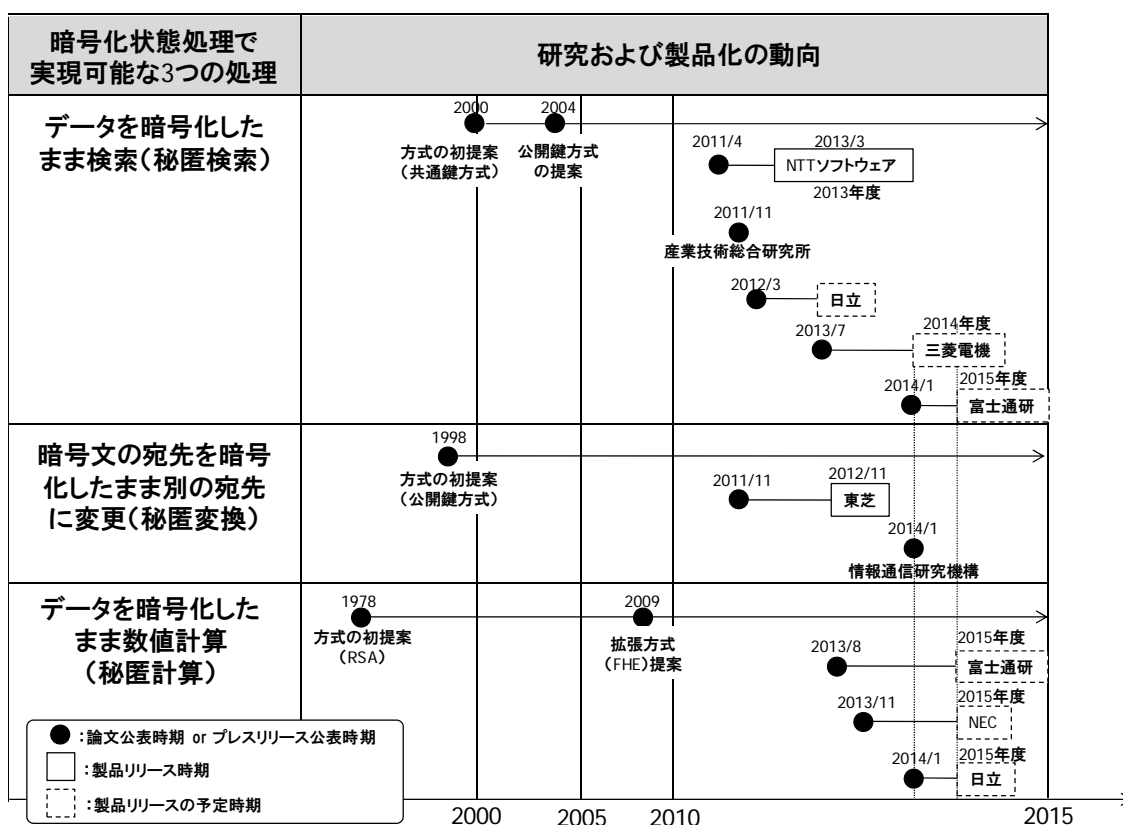 暗号化状態処理で
実現可能な3つの処理
研究および製品化の動向
データを暗号化した
まま検索(秘匿検索)
2000
2004
方式の初提案
(共通鍵方式)
公開鍵方式
の提案
2011/4
2013/3
NTTソフトウェア
2013年度
2011/11
産業技術総合研究所
2012/3
日立
2013/7
2014年度
三菱電機
2014/1
2015年度
富士通研
暗号文の宛先を暗号
化したまま別の宛先
に変更(秘匿変換)
1998
方式の初提案
(公開鍵方式)
2011/11
2012/11
東芝
2014/1
情報通信研究機構
データを暗号化した
まま数値計算
(秘匿計算)
1978
方式の初提案
(RSA)
2009
拡張方式
(FHE)提案
2013/8
2015年度
富士通研
2013/11
2015年度
NEC
2014/1
2015年度
日立
:論文公表時期 or プレスリリース公表時期
:製品リリース時期
:製品リリースの予定時期
2000
2005
2010
2015